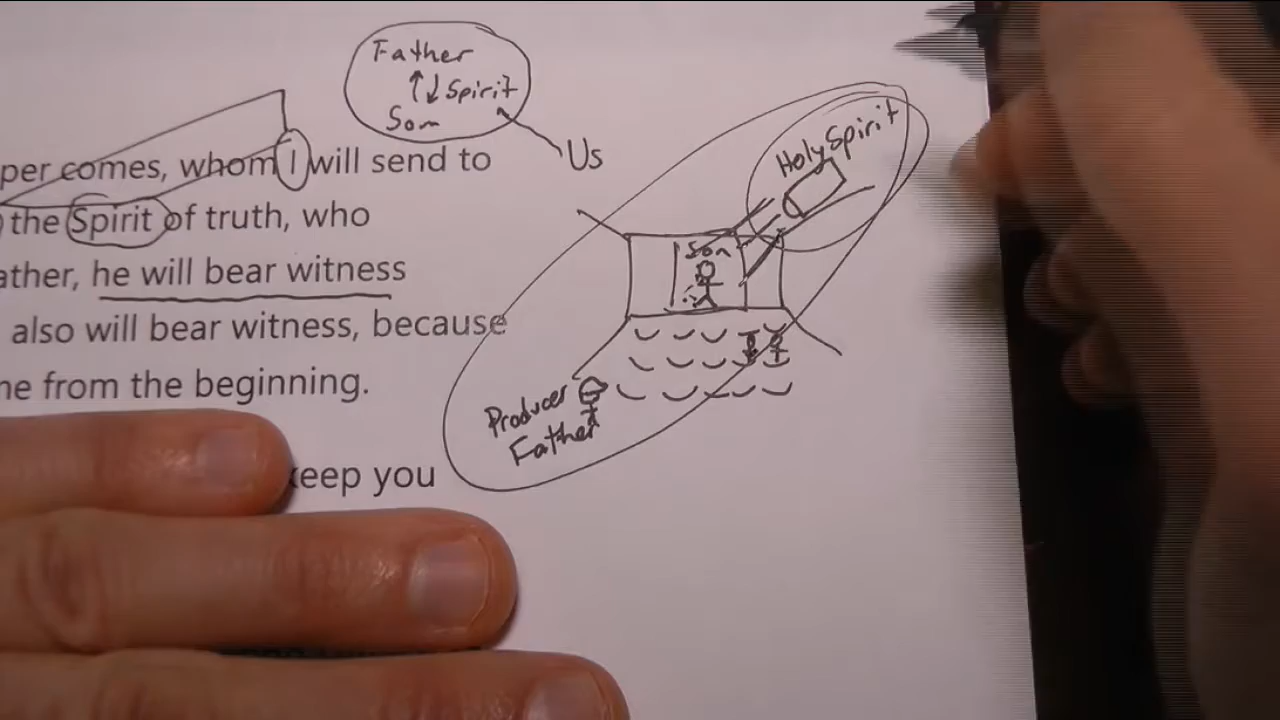 Father
Spirit
Son
Us
per comes, whom I will send to
the Spirit of truth, who
ather, he will bear witness
also will bear witness, because
ne from the beginning.
keep you
Holy Spirit
Son
Producer
Father